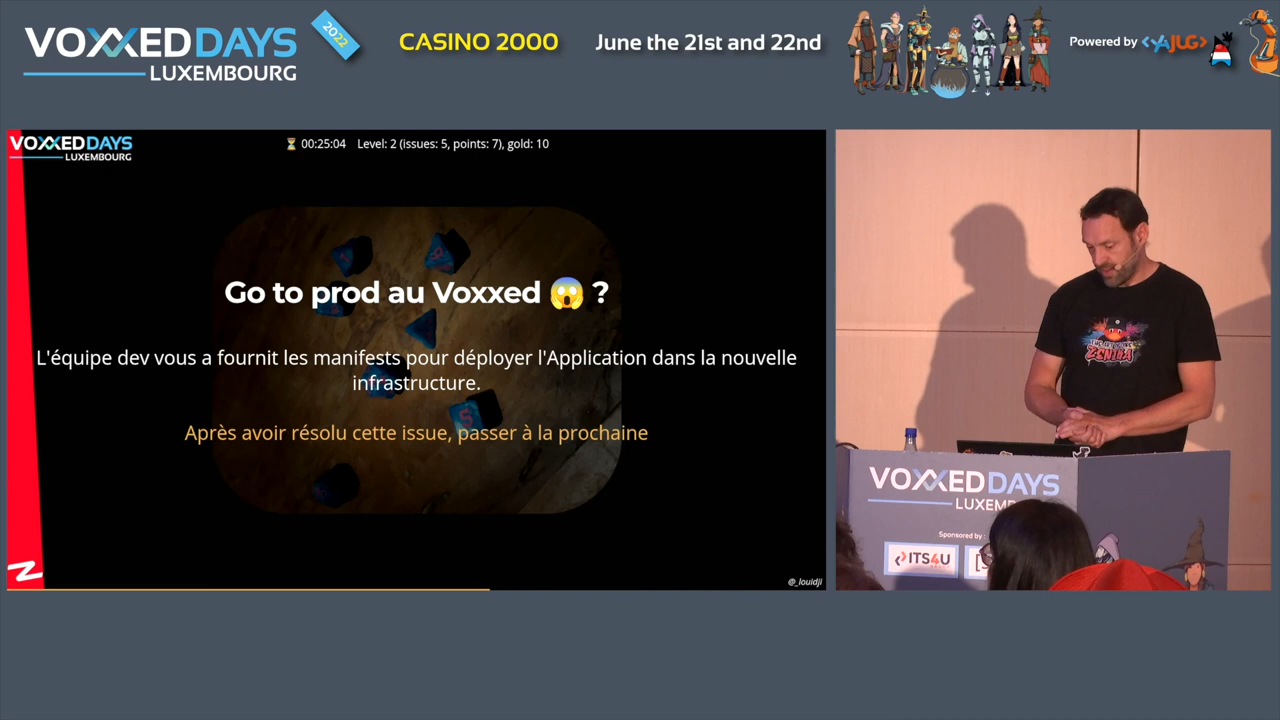 VOXXED DAYS
LUXEMBOURG
2022
CASINO 2000
June the 21st and 22nd
Powered by <YAJUG>
VOXXED DAYS
LUXEMBOURG
⏳ 00:25:04 Level: 2 (issues: 5, points: 7), gold: 10
Go to prod au Voxxed 😱 ?
L'équipe dev vous a fournit les manifests pour déployer l'Application dans la nouvelle
infrastructure.
Après avoir résolu cette issue, passer à la prochaine
@_louidji
ZENIKA
VOXXED DAYS
Sponsored by :
ITS4U